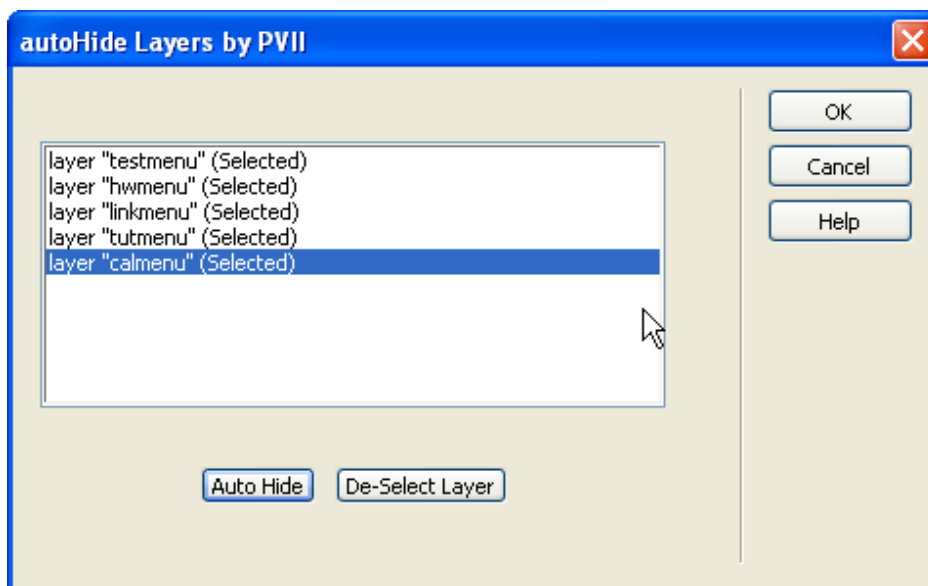 autoHide Layers by PVII
OK
Cancel
Help
layer "testmenu" (Selected)
layer "hwmenu" (Selected)
layer "linkmenu" (Selected)
layer "tutmenu" (Selected)
layer "calmenu" (Selected)
Auto Hide
De-Select Layer